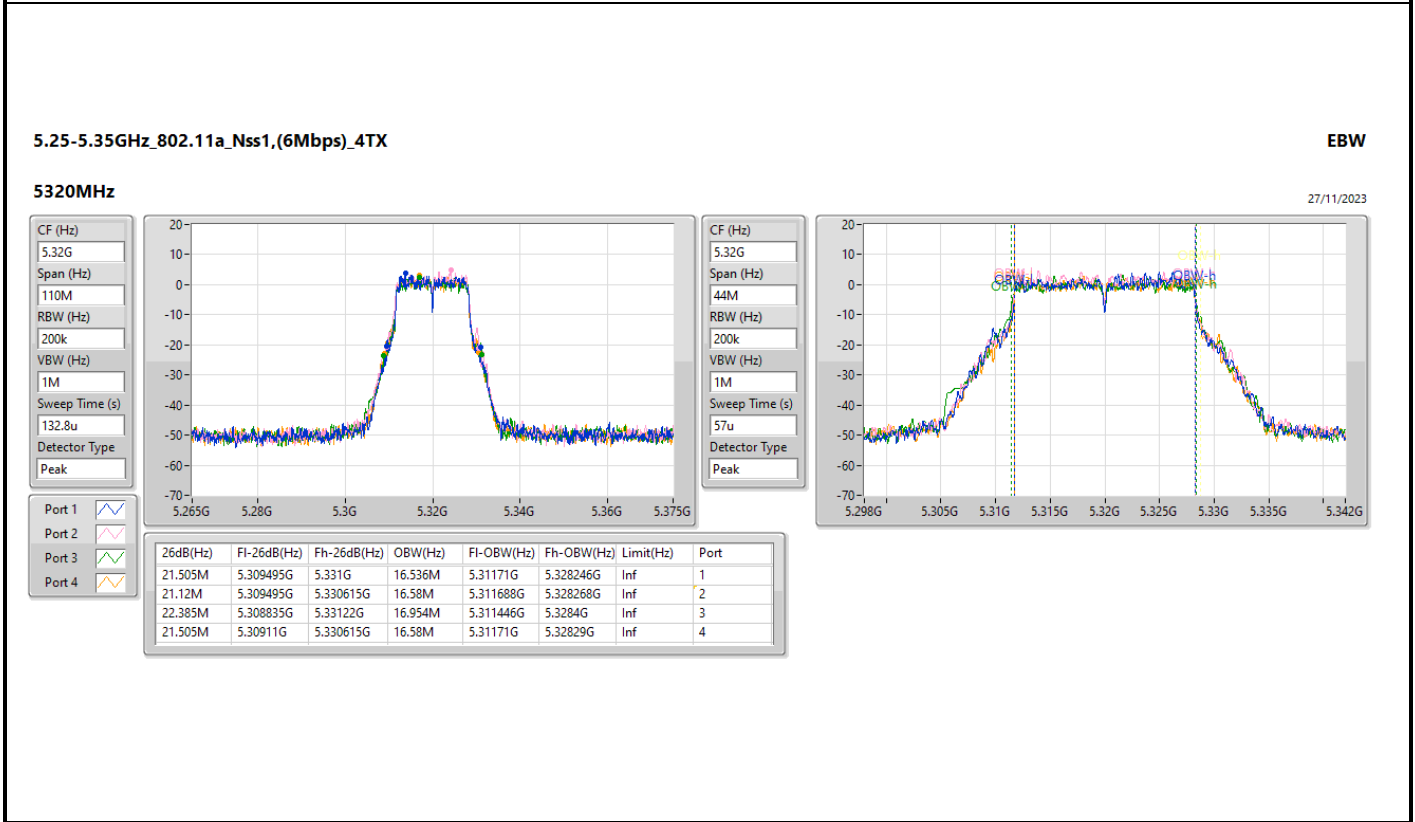 5.25-5.35GHz_802.11a_Nss1,(6Mbps)_4TX
EBW
5320MHz
27/11/2023
CF (Hz)
5.32G
Span (Hz)
110M
RBW (Hz)
200k
VBW (Hz)
1M
Sweep Time (s)
132.8u
Detector Type
Peak
20
10
0
-10
-20
-30
-40
-50
-60
-70
5.265G 5.28G 5.3G 5.32G 5.34G 5.36G 5.375G
CF (Hz)
5.32G
Span (Hz)
44M
RBW (Hz)
200k
VBW (Hz)
1M
Sweep Time (s)
57u
Detector Type
Peak
20
10
0
-10
-20
-30
-40
-50
-60
-70
OBW-h
5.298G 5.305G 5.31G 5.315G 5.32G 5.325G 5.33G 5.335G 5.342G
Port 1
Port 2
Port 3
Port 4
26dB(Hz) Fl-26dB(Hz) Fh-26dB(Hz) OBW(Hz) Fl-OBW(Hz) Fh-OBW(Hz) Limit(Hz) Port
21.505M 5.309495G 5.331G 16.536M 5.31171G 5.328246G Inf 1
21.12M 5.309495G 5.330615G 16.58M 5.311688G 5.328268G Inf 2
22.385M 5.308835G 5.33122G 16.954M 5.311446G 5.3284G Inf 3
21.505M 5.30911G 5.330615G 16.58M 5.31171G 5.32829G Inf 4